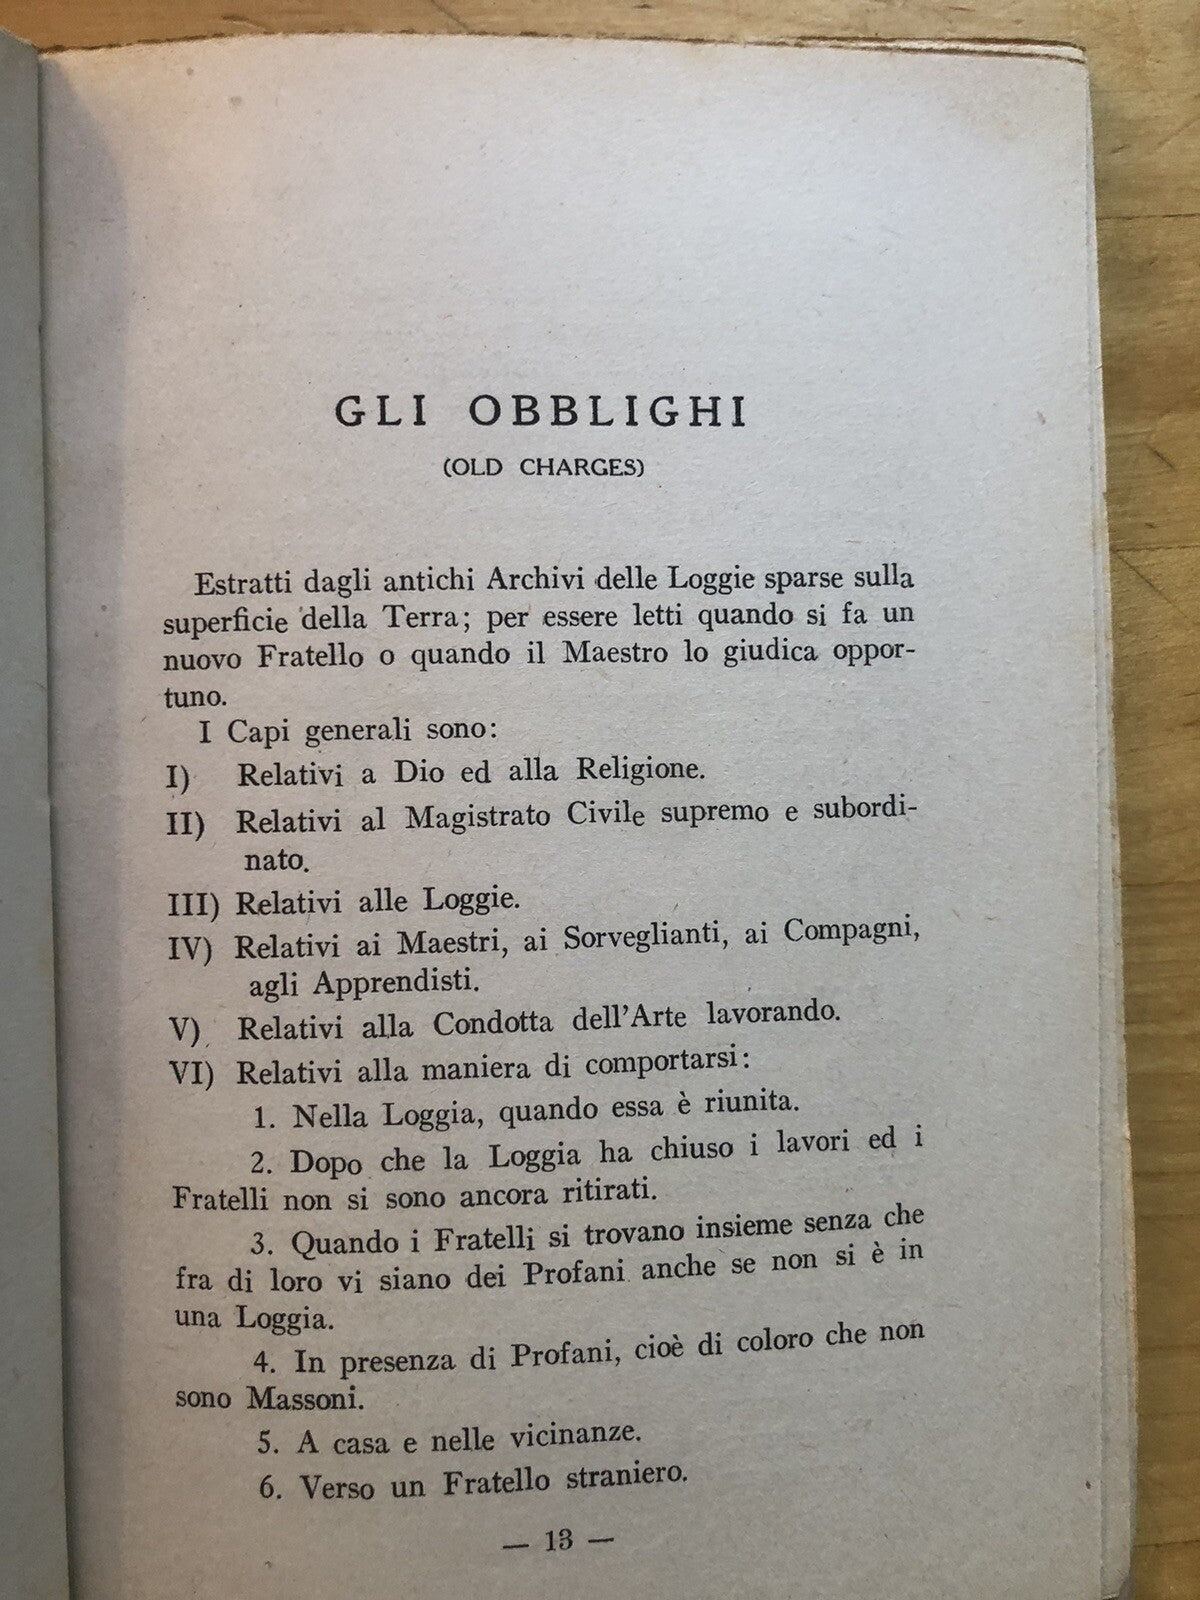 GLI OBBLIGHI
(OLD CHARGES)
Estratti dagli antichi Archivi delle Loggie sparse sulla
superficie della Terra; per essere letti quando si fa un
nuovo Fratello o quando il Maestro lo giudica oppor-
tuno.
I Capi generali sono:
I) Relativi a Dio ed alla Religione.
II) Relativi al Magistrato Civile supremo e subordi-
nato.
III) Relativi alle Loggie.
IV) Relativi ai Maestri, ai Sorveglianti, ai Compagni,
agli Apprendisti.
V) Relativi alla Condotta dell'Arte lavorando.
VI) Relativi alla maniera di comportarsi:
1. Nella Loggia, quando essa è riunita.
2. Dopo che la Loggia ha chiuso i lavori ed i
Fratelli non si sono ancora ritirati.
3. Quando i Fratelli si trovano insieme senza che
fra di loro vi siano dei Profani anche se non si è in
una Loggia.
4. In presenza di Profani, cioè di coloro che non
sono Massoni.
5. A casa e nelle vicinanze.
6. Verso un Fratello straniero.
— 13 —